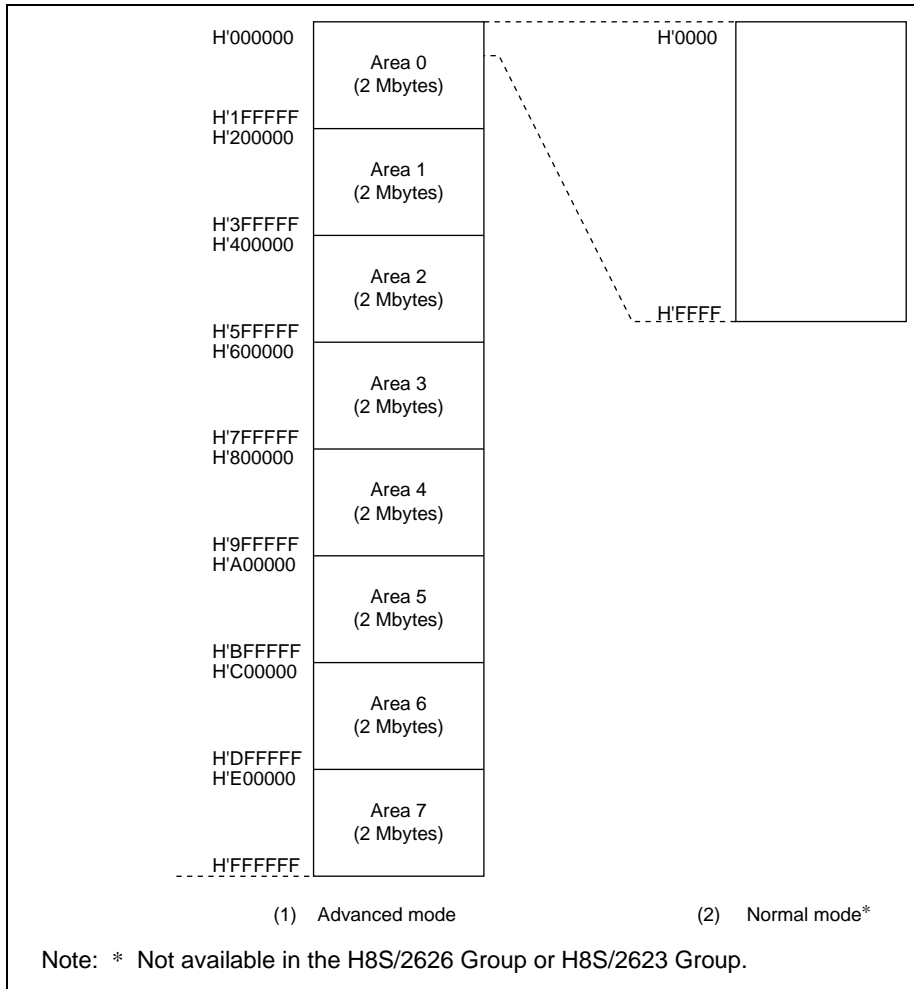 H'000000
Area 0
(2 Mbytes)
H'1FFFFF
H'200000
Area 1
(2 Mbytes)
H'3FFFFF
H'400000
Area 2
(2 Mbytes)
H'5FFFFF
H'600000
Area 3
(2 Mbytes)
H'7FFFFF
H'800000
Area 4
(2 Mbytes)
H'9FFFFF
H'A00000
Area 5
(2 Mbytes)
H'BFFFFF
H'C00000
Area 6
(2 Mbytes)
H'DFFFFF
H'E00000
Area 7
(2 Mbytes)
H'FFFFFF
(1) Advanced mode
H'0000
H'FFFF
(2) Normal mode*
Note: * Not available in the H8S/2626 Group or H8S/2623 Group.